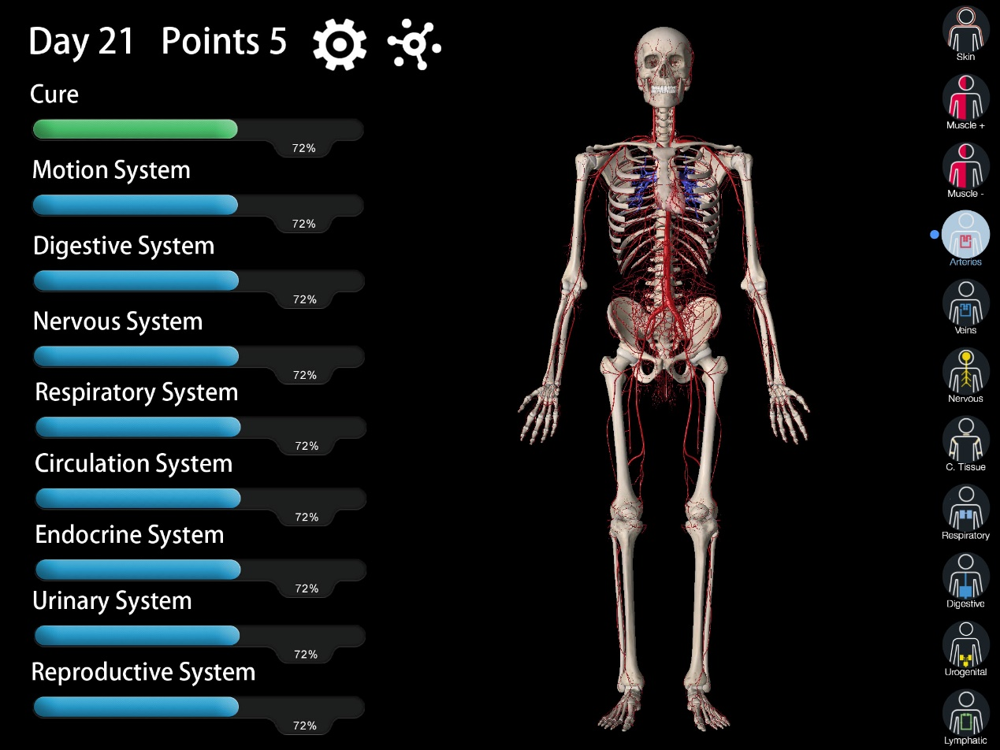 Day 21 Points 5
Cure
72%
Motion System
72%
Digestive System
72%
Nervous System
72%
Respiratory System
72%
Circulation System
72%
Endocrine System
72%
Urinary System
72%
Reproductive System
72%
Skin
Muscle +
Muscle -
Arteries
Veins
Nervous
C. Tissue
Respiratory
Digestive
Urogenital
Lymphatic